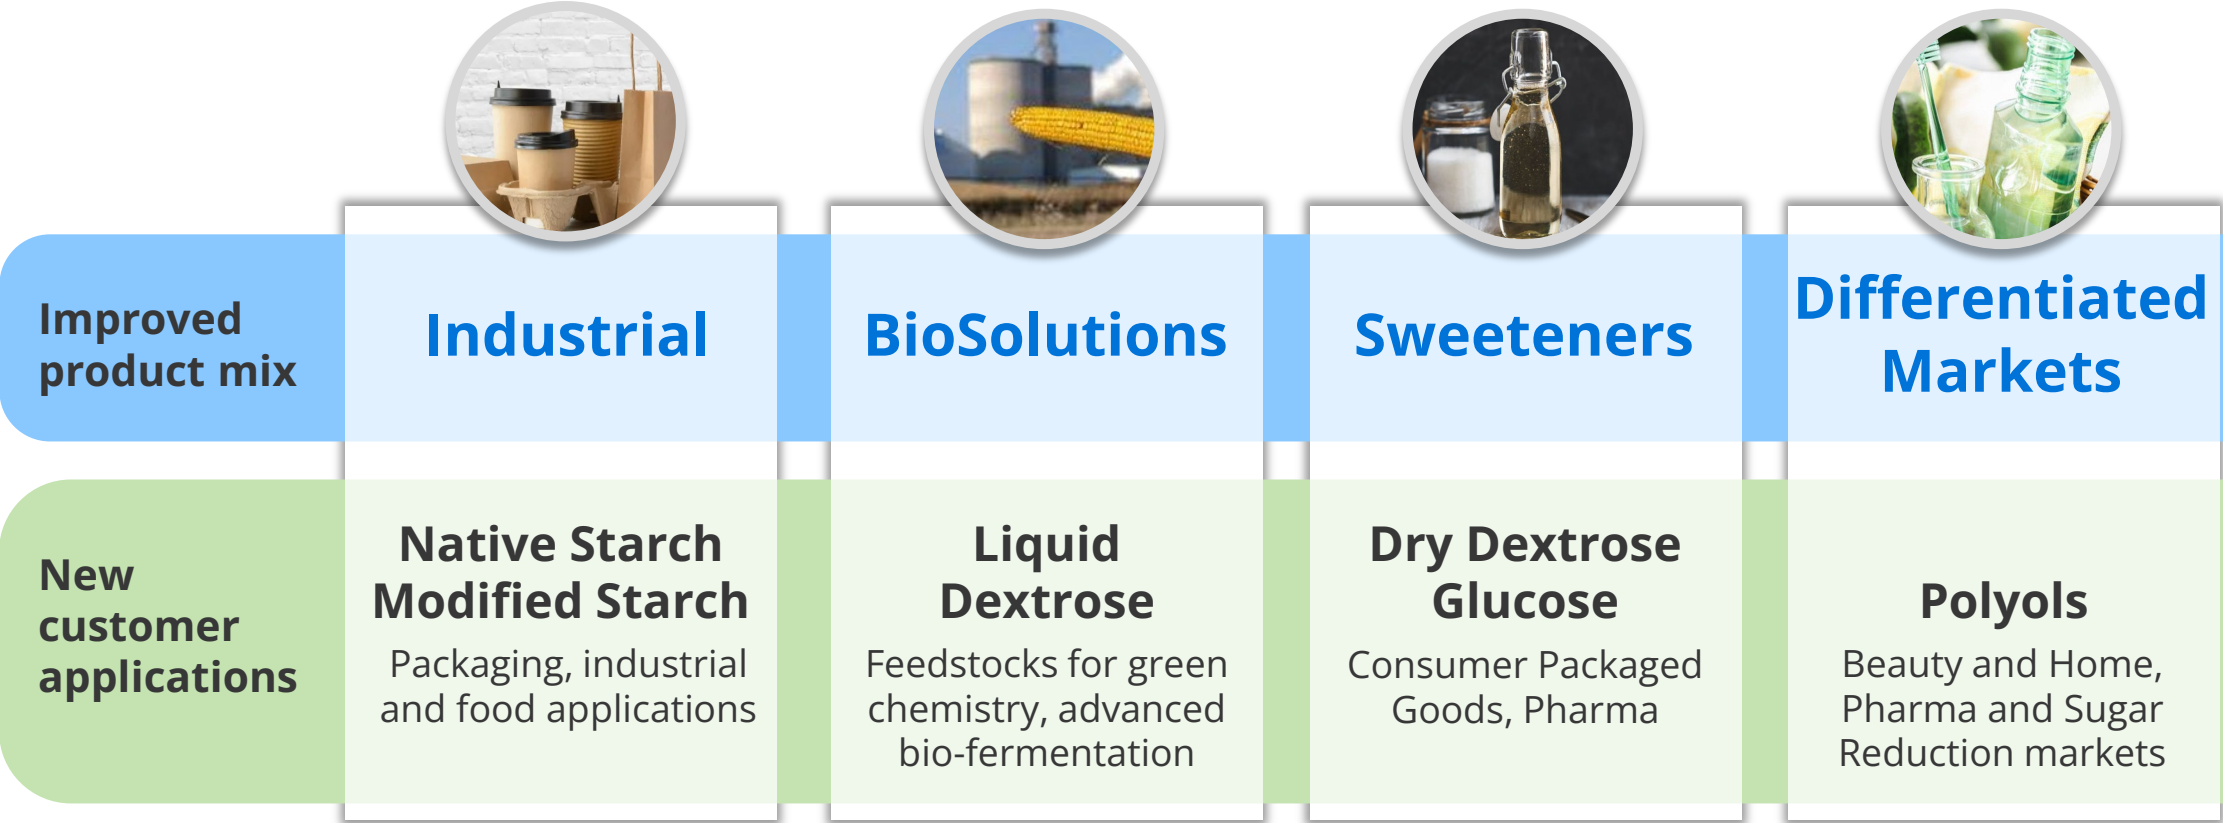 Improved
product mix
Industrial
BioSolutions
Sweeteners
Differentiated
Markets
New
customer
applications
Native Starch
Modified Starch
Packaging, industrial
and food applications
Liquid
Dextrose
Feedstocks for green
chemistry, advanced
bio-fermentation
Dry Dextrose
Glucose
Consumer Packaged
Goods, Pharma
Polyols
Beauty and Home,
Pharma and Sugar
Reduction markets